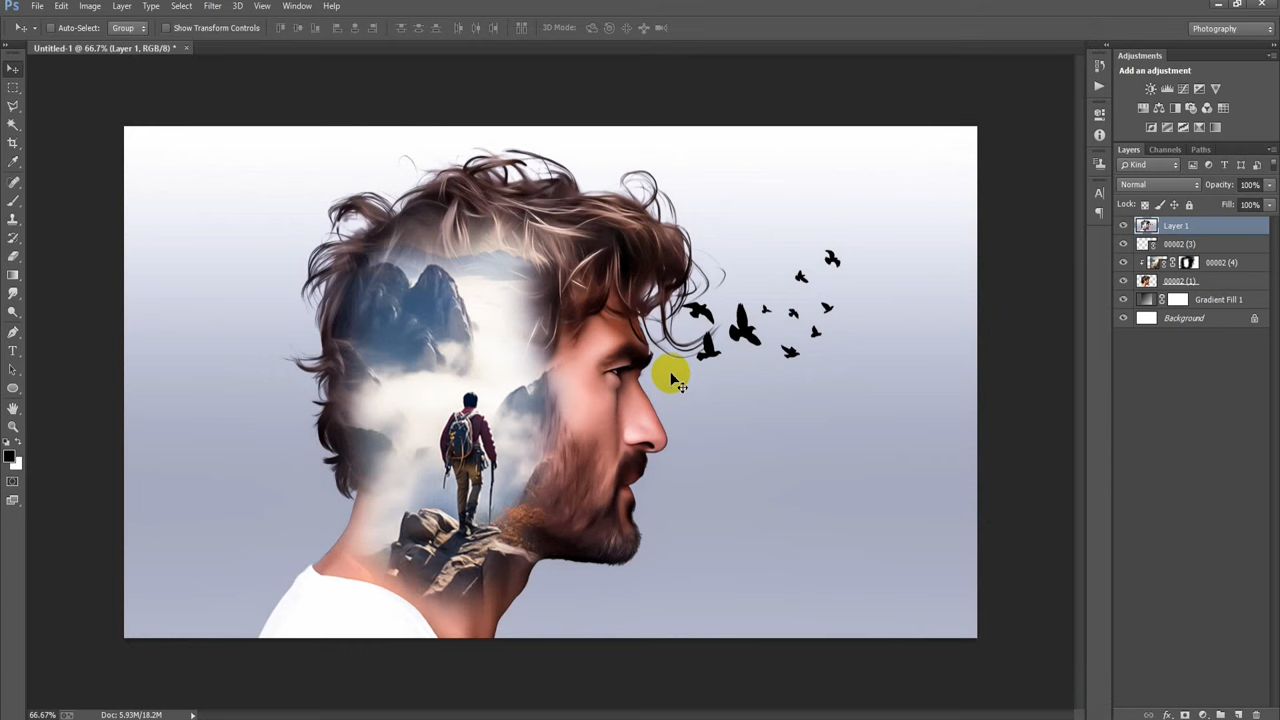 Ps File Edit Image Layer Type Select Filter 3D View Window Help
Auto-Select: Group Show Transform Controls 3D Mode: Photography
Untitled-1 @ 66.7% (Layer 1, RGB/8) * ×
Adjustments
Add an adjustment
Layers Channels Paths
Kind
Normal Opacity: 100%
Lock: Fill: 100%
Layer 1
00002 (3)
00002 (4)
00002 (1)
Gradient Fill 1
Background
66.67% Doc: 5.93M/18.2M